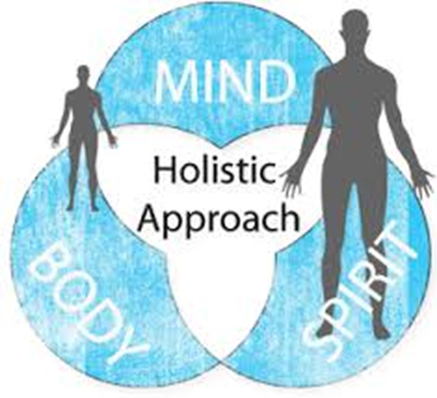 MIND
Holistic
Approach
BODY
SPIRIT